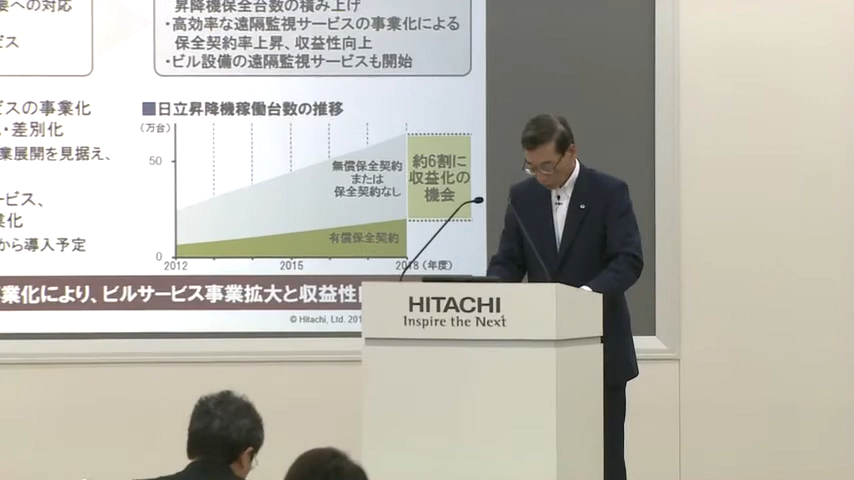 要への対応
ビス
昇降機保全台数の積み上げ
・高効率な遠隔監視サービスの事業化による
保全契約率上昇、収益性向上
・ビル設備の遠隔監視サービスも開始
ビスの事業化
・差別化
業展開を見据え、
ービス、
業化
から導入予定
■日立昇降機稼働台数の推移
(万台)
50
0
2012
2015
2018
(年度)
無償保全契約
または
保全契約なし
有償保全契約
約6割に
収益化の
機会
事業化により、ビルサービス事業拡大と収益性
© Hitachi, Ltd. 201
HITACHI
Inspire the Next